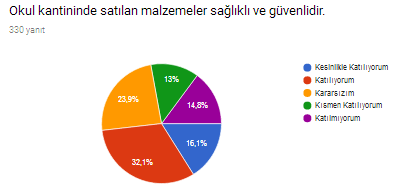 Okul kantininde satılan malzemeler sağlıklı ve güvenlidir.
330 yanıt
Kesinlikle Katılıyorum
Katılıyorum
Kararsızım
Kısmen Katılıyorum
Katılmıyorum
13%
23,9%
14,8%
16,1%
32,1%